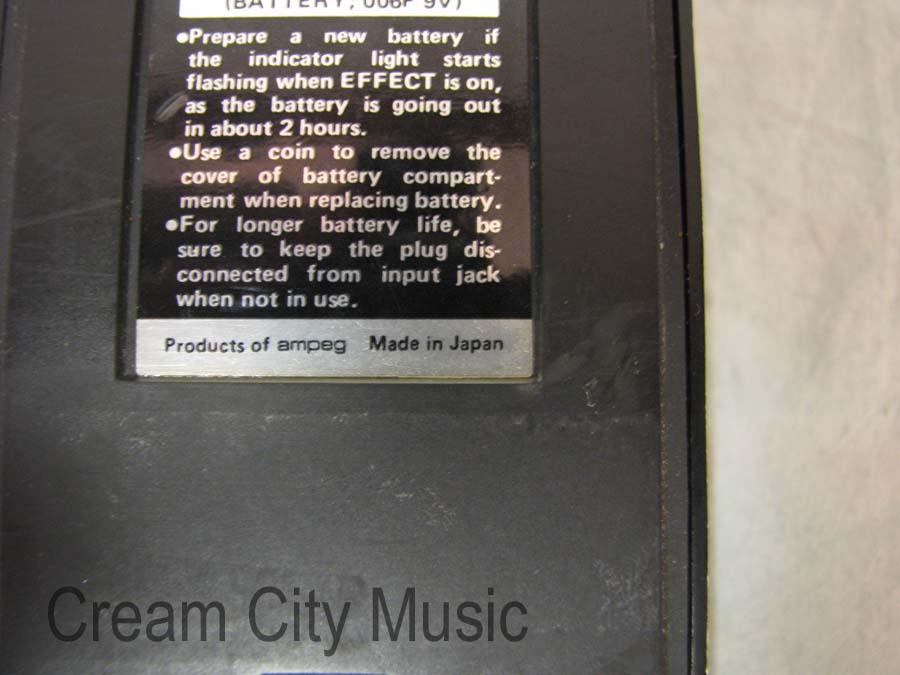 (BATTERY; 006P 9V)
●Prepare a new battery if
the indicator light starts
flashing when EFFECT is on,
as the battery is going out
in about 2 hours.
●Use a coin to remove the
cover of battery compart-
ment when replacing battery.
●For longer battery life, be
sure to keep the plug dis-
connected from input jack
when not in use.
Products of ampeg Made in Japan
Cream City Music